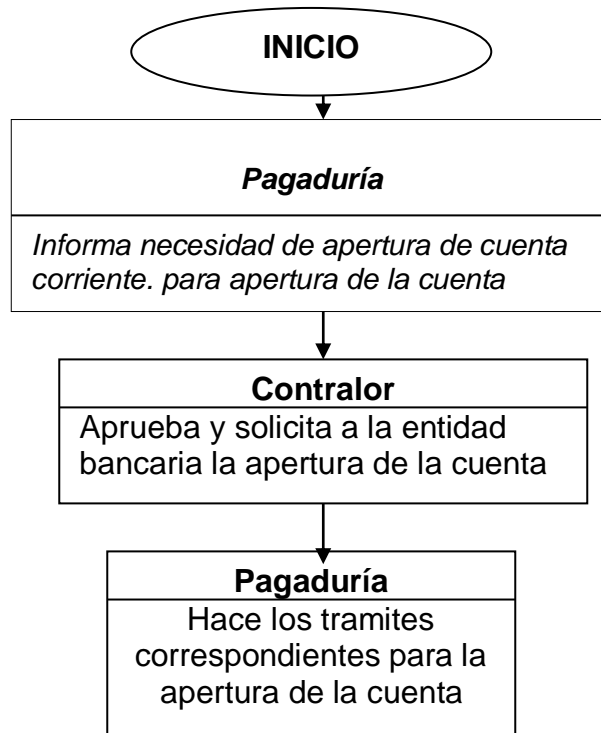 INICIO
Pagaduría
Informa necesidad de apertura de cuenta
corriente. para apertura de la cuenta
Contralor
Aprueba y solicita a la entidad
bancaria la apertura de la cuenta
Pagaduría
Hace los tramites
correspondientes para la
apertura de la cuenta